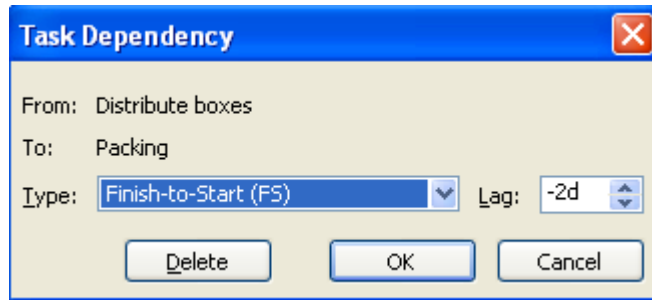 Task Dependency
From: Distribute boxes
To: Packing
Type: Finish-to-Start (FS) Lag: -2d
Delete OK Cancel